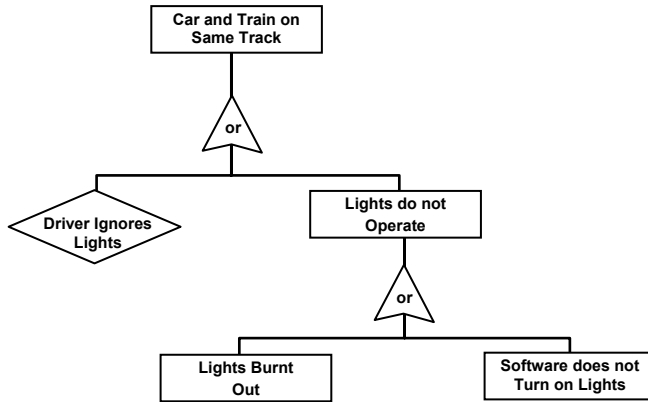 Car and Train on
Same Track
or
Driver Ignores
Lights
Lights do not
Operate
or
Lights Burnt
Out
Software does not
Turn on Lights